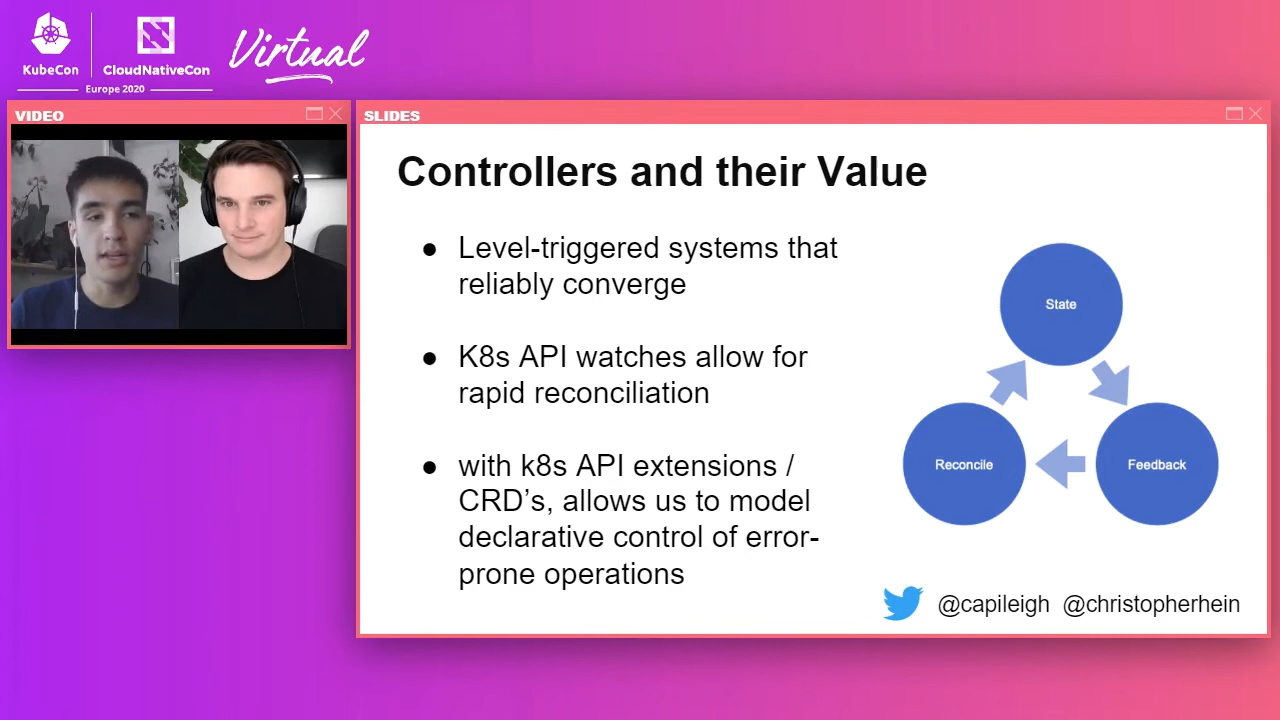 KubeCon
CloudNativeCon
Europe 2020
Virtual
VIDEO
SLIDES
Controllers and their Value
● Level-triggered systems that
reliably converge
● K8s API watches allow for
rapid reconciliation
● with k8s API extensions /
CRD’s, allows us to model
declarative control of error-
prone operations
State
Reconcile
Feedback
@capileigh @christopherhein